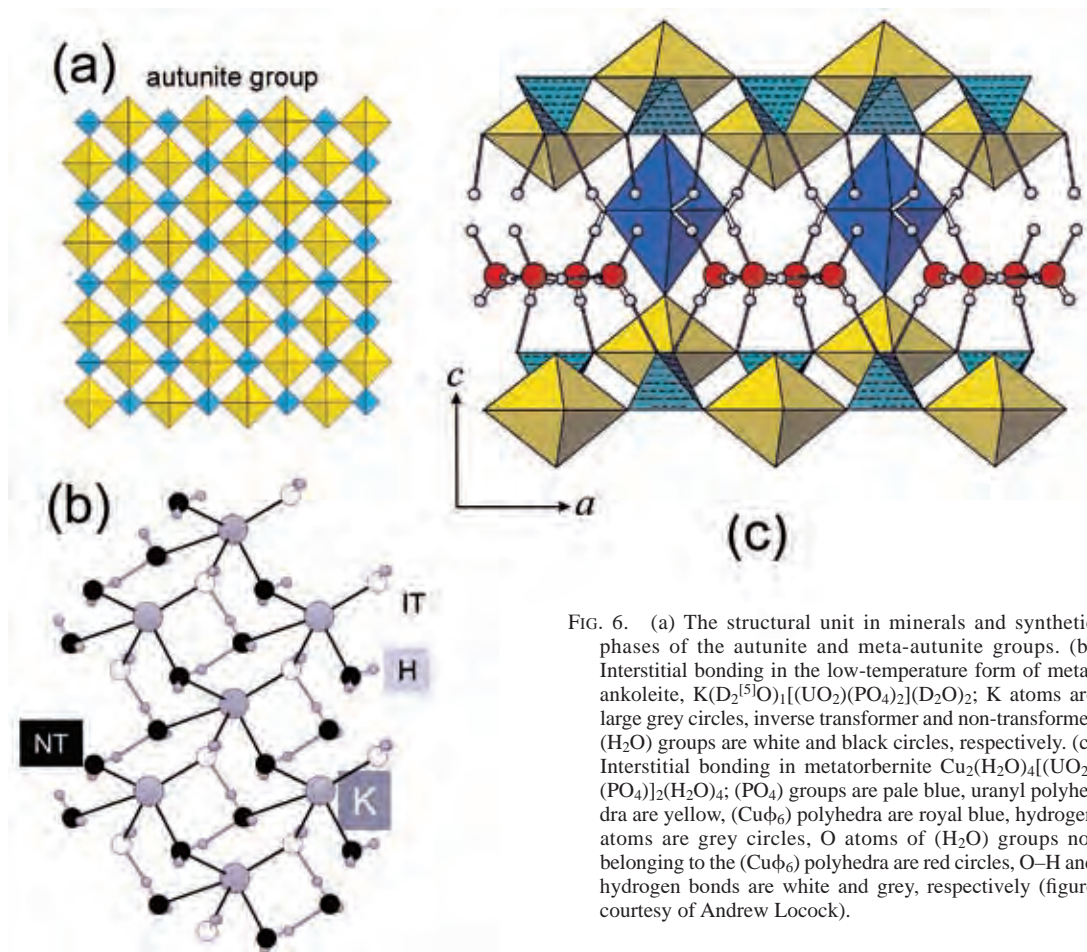 (a)
autunite group
c
a
(b)
(c)
IT
H
NT
K
FIG. 6. (a) The structural unit in minerals and synthetic
phases of the autunite and meta-autunite groups. (b
Interstitial bonding in the low-temperature form of meta
ankoleite, K(D₂[⁵]O)₁[(UO₂)(PO₄)₂](D₂O)₂; K atoms are
large grey circles, inverse transformer and non-transforme
(H₂O) groups are white and black circles, respectively. (c
Interstitial bonding in metatorbernite Cu₂(H₂O)₄[(UO₂
(PO₄)]₂(H₂O)₄; (PO₄) groups are pale blue, uranyl polyhe
dra are yellow, (Cuϕ₆) polyhedra are royal blue, hydrogen
atoms are grey circles, O atoms of (H₂O) groups no
belonging to the (Cuϕ₆) polyhedra are red circles, O–H and
hydrogen bonds are white and grey, respectively (figur
courtesy of Andrew Locock).